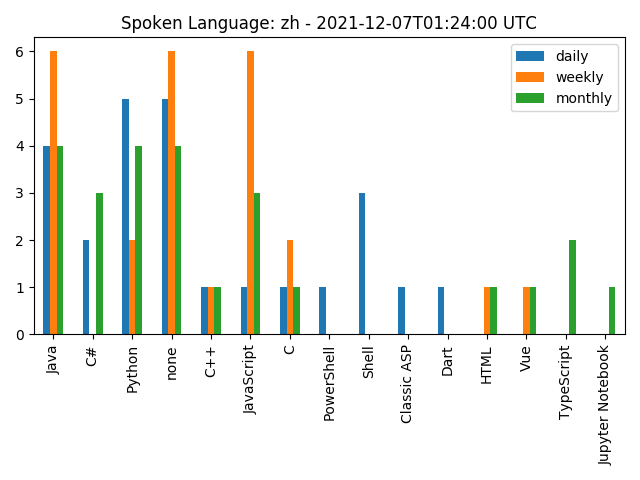 Spoken Language: zh - 2021-12-07T01:24:00 UTC
daily
weekly
monthly
6
5
4
3
2
1
0
Java
C#
Python
none
C++
JavaScript
C
PowerShell
Shell
Classic ASP
Dart
HTML
Vue
TypeScript
Jupyter Notebook